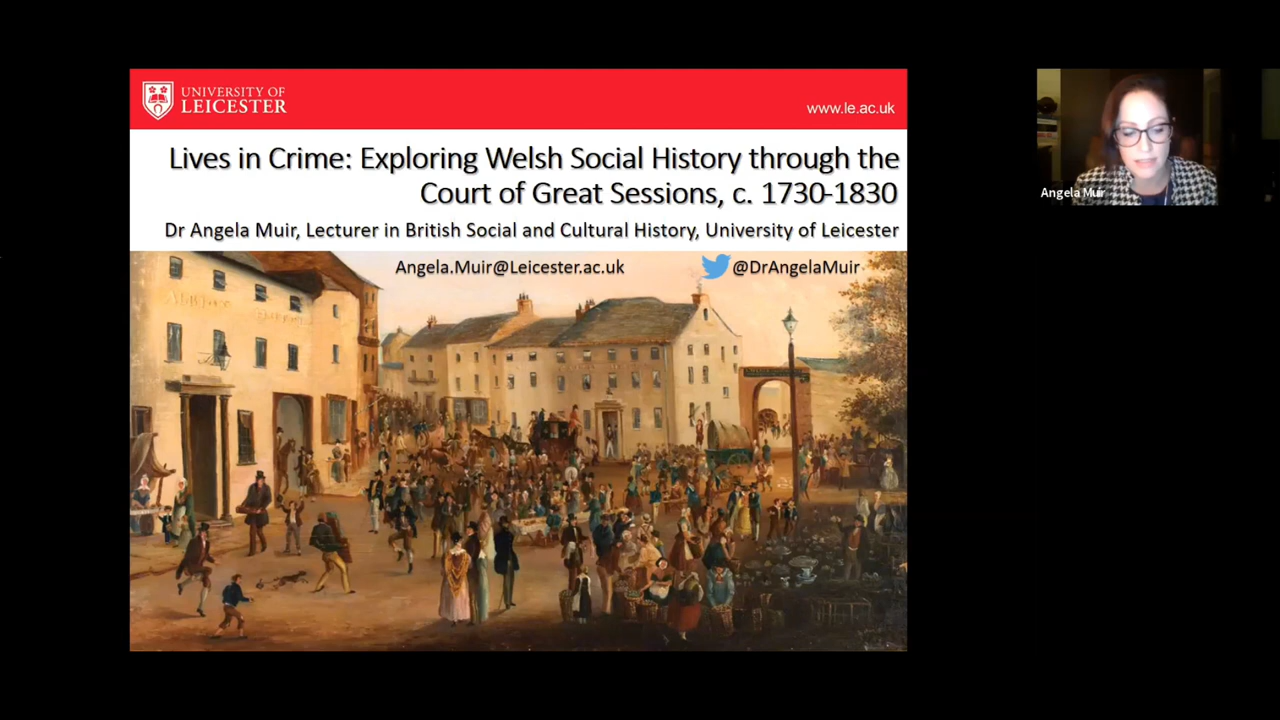 UNIVERSITY OF
LEICESTER
www.le.ac.uk
Lives in Crime: Exploring Welsh Social History through the
Court of Great Sessions, c. 1730-1830
Dr Angela Muir, Lecturer in British Social and Cultural History, University of Leicester
Angela.Muir@Leicester.ac.uk
@DrAngelaMuir
Angela Muir